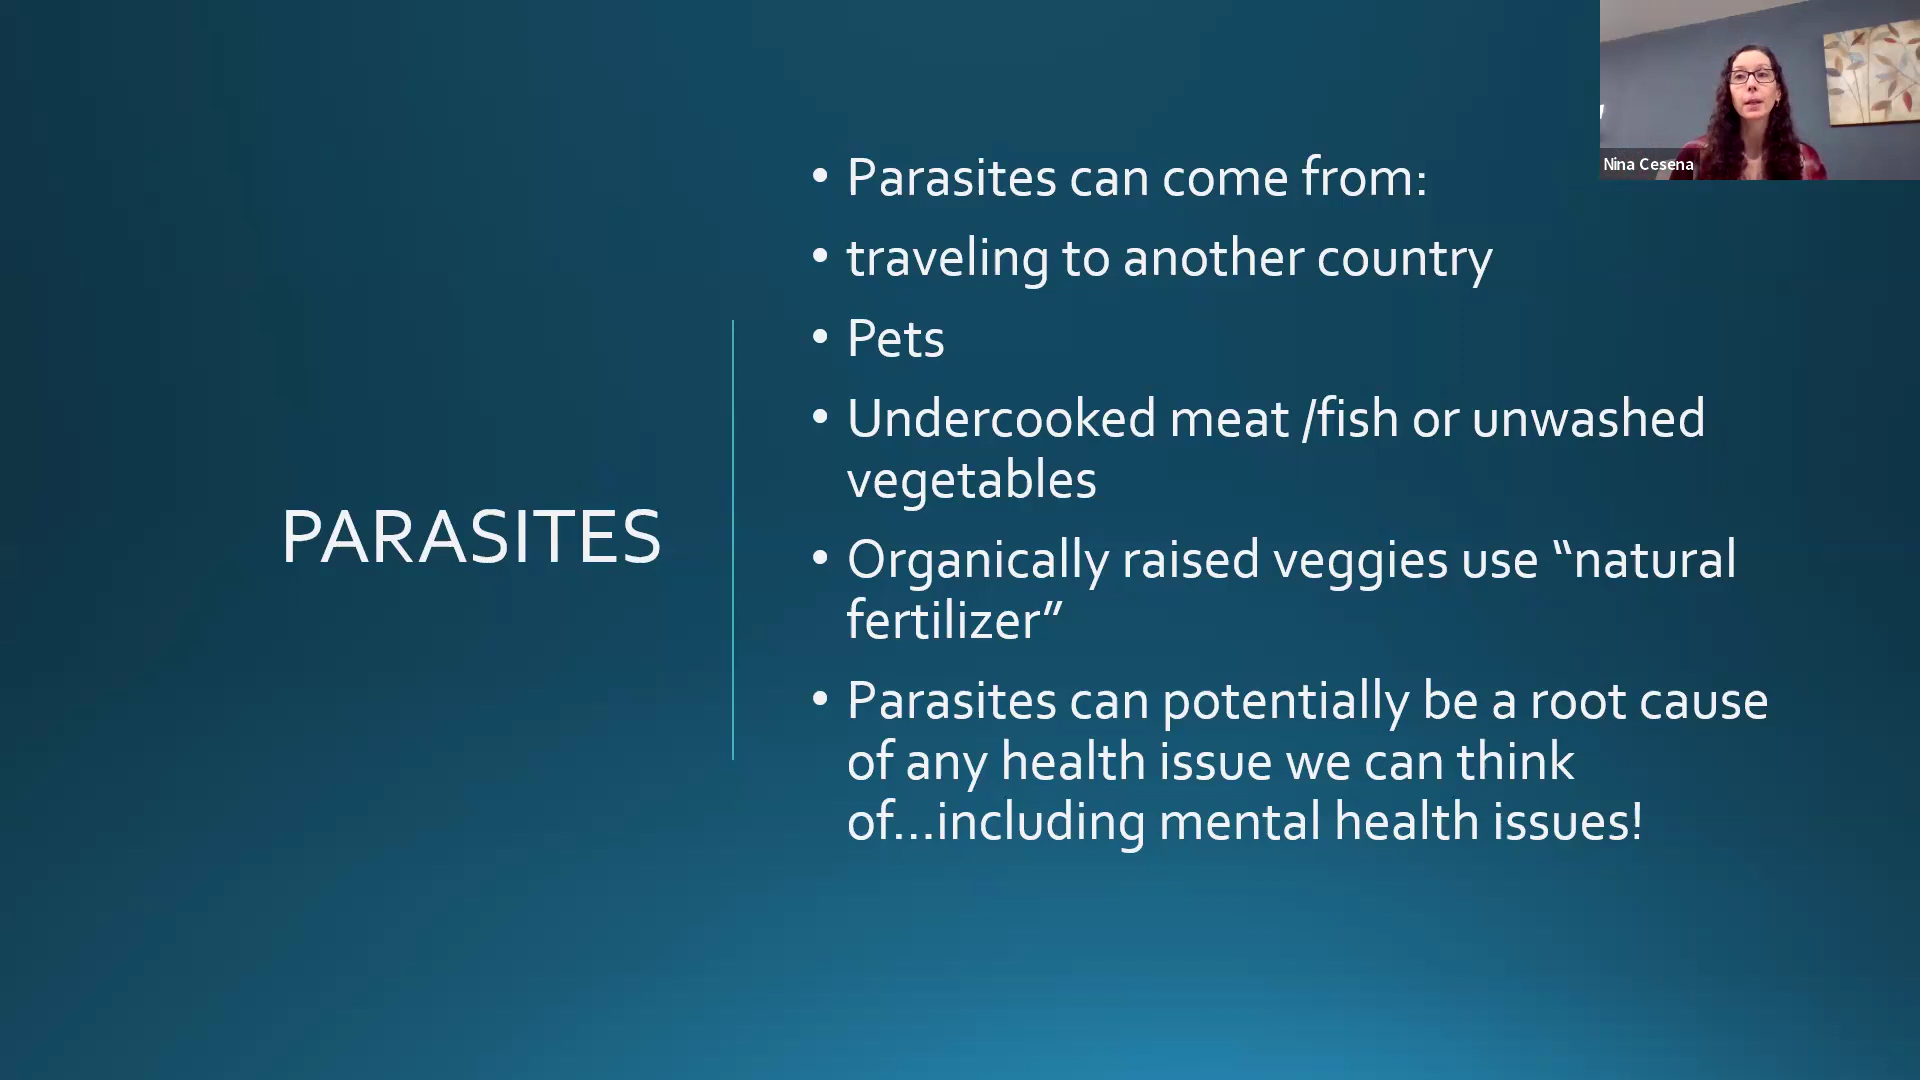 Nina Cesena
PARASITES
• Parasites can come from:
• traveling to another country
• Pets
• Undercooked meat /fish or unwashed
vegetables
• Organically raised veggies use “natural
fertilizer”
• Parasites can potentially be a root cause
of any health issue we can think
of...including mental health issues!